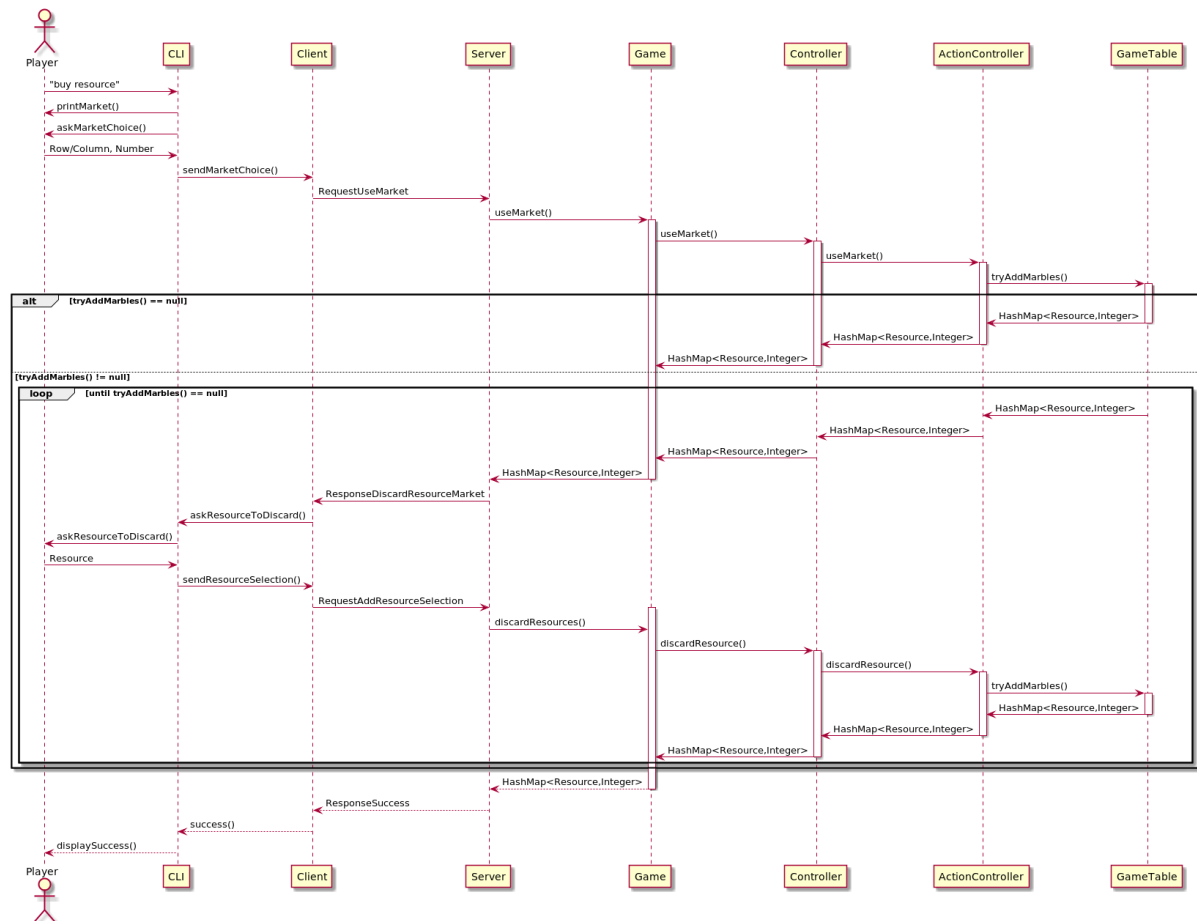 Player
CLI
Client
Server
Game
Controller
ActionController
GameTable
"buy resource"
printMarket()
askMarketChoice()
Row/Column, Number
sendMarketChoice()
RequestUseMarket
useMarket()
useMarket()
useMarket()
tryAddMarbles()
alt [tryAddMarbles() == null]
HashMap<Resource,Integer>
HashMap<Resource,Integer>
HashMap<Resource,Integer>
[tryAddMarbles() != null]
loop [until tryAddMarbles() == null]
HashMap<Resource,Integer>
HashMap<Resource,Integer>
HashMap<Resource,Integer>
HashMap<Resource,Integer>
ResponseDiscardResourceMarket
askResourceToDiscard()
askResourceToDiscard()
Resource
sendResourceSelection()
RequestAddResourceSelection
discardResources()
discardResource()
discardResource()
tryAddMarbles()
HashMap<Resource,Integer>
HashMap<Resource,Integer>
HashMap<Resource,Integer>
HashMap<Resource,Integer>
ResponseSuccess
success()
displaySuccess()
Player
CLI
Client
Server
Game
Controller
ActionController
GameTable